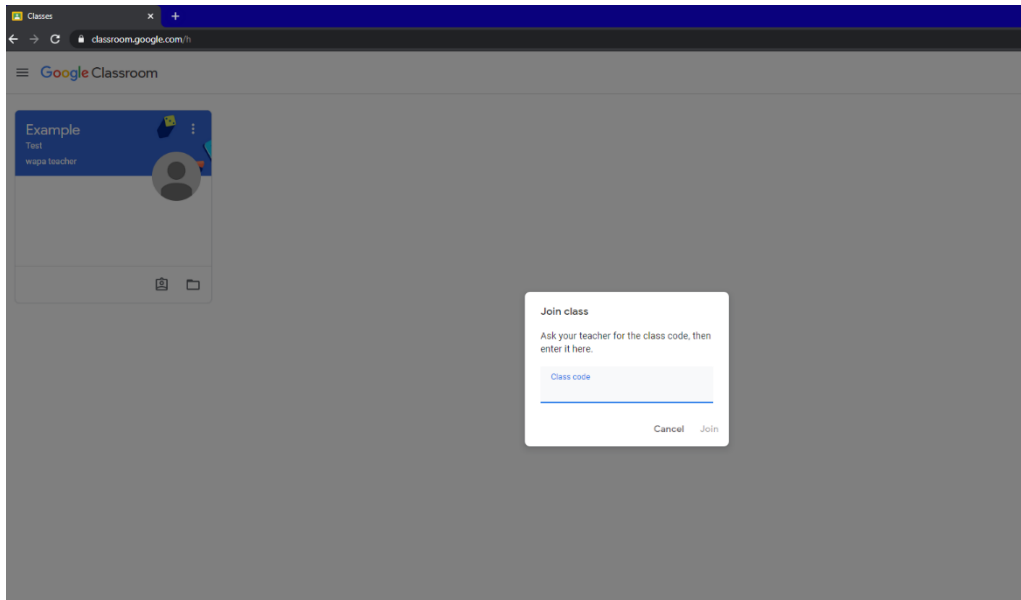 Classes
classroom.google.com/h
Google Classroom
Example
Test
wapa teacher
Join class
Ask your teacher for the class code, then
enter it here.
Class code
Cancel Join